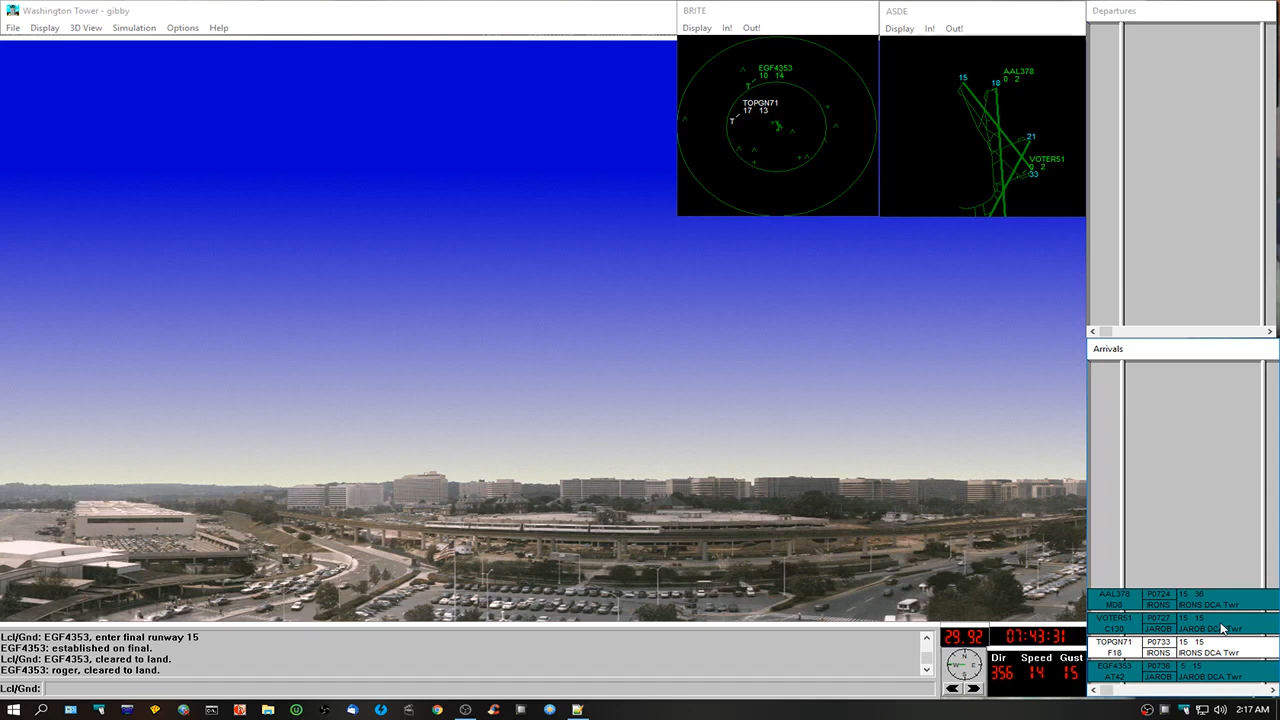 Washington Tower - gibby
File Display 3D View Simulation Options Help
BRITE
Display In! Out!
EGF4353
10 14
TOPGN71
17 13
T
T
ASDE
Display In! Out!
15
18
AAL378
0 2
21
VOTER51
0 2
33
Departures
Arrivals
AAL378 P0724 15 36
MD8 IRONS IRONS DCA Twr
VOTER51 P0727 15 15
C130 JAROB JAROB DCA Twr
TOPGN71 P0733 15 15
F18 IRONS IRONS DCA Twr
EGF4353 P0736 5 15
AT42 JAROB JAROB DCA Twr
Lcl/Gnd: EGF4353, enter final runway 15
EGF4353: established on final.
Lcl/Gnd: EGF4353, cleared to land.
EGF4353: roger, cleared to land.
Lcl/Gnd:
29.92 07:43:31
N
Dir Speed Gust
356 14 15
2:17 AM